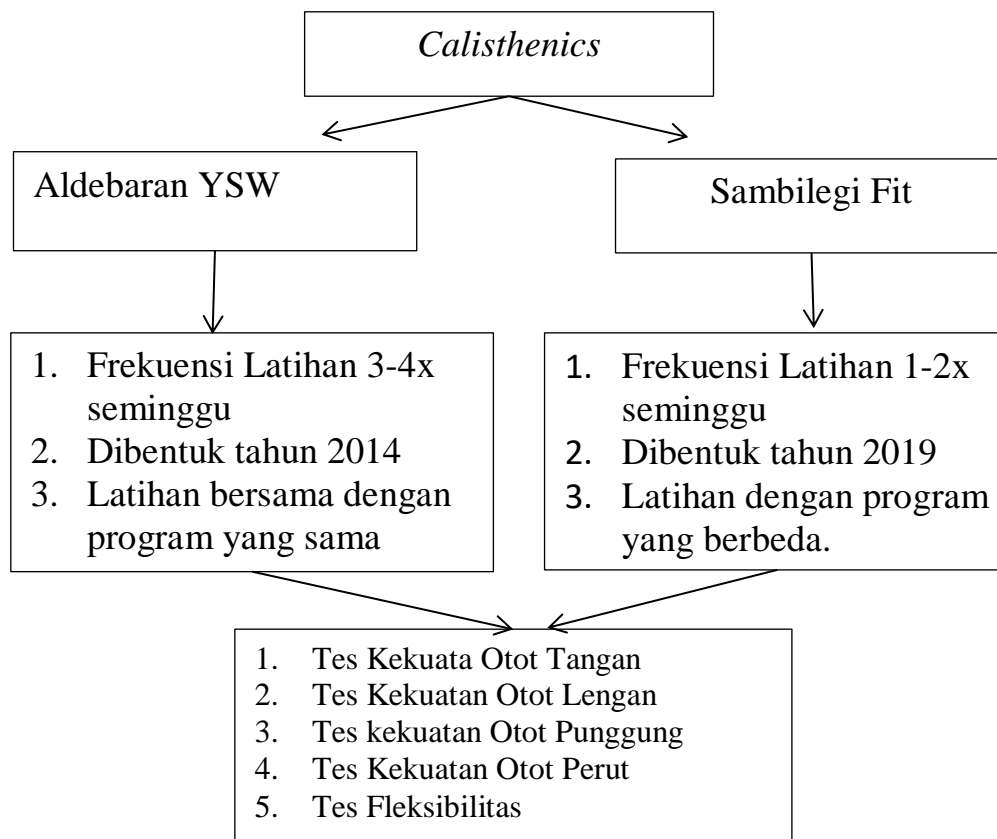 Calisthenics
Aldebaran YSW
Sambilegi Fit
1. Frekuensi Latihan 3-4x
seminggu
2. Dibentuk tahun 2014
3. Latihan bersama dengan
program yang sama
1. Frekuensi Latihan 1-2x
seminggu
2. Dibentuk tahun 2019
3. Latihan dengan program
yang berbeda.
1. Tes Kekuata Otot Tangan
2. Tes Kekuatan Otot Lengan
3. Tes kekuatan Otot Punggung
4. Tes Kekuatan Otot Perut
5. Tes Fleksibilitas